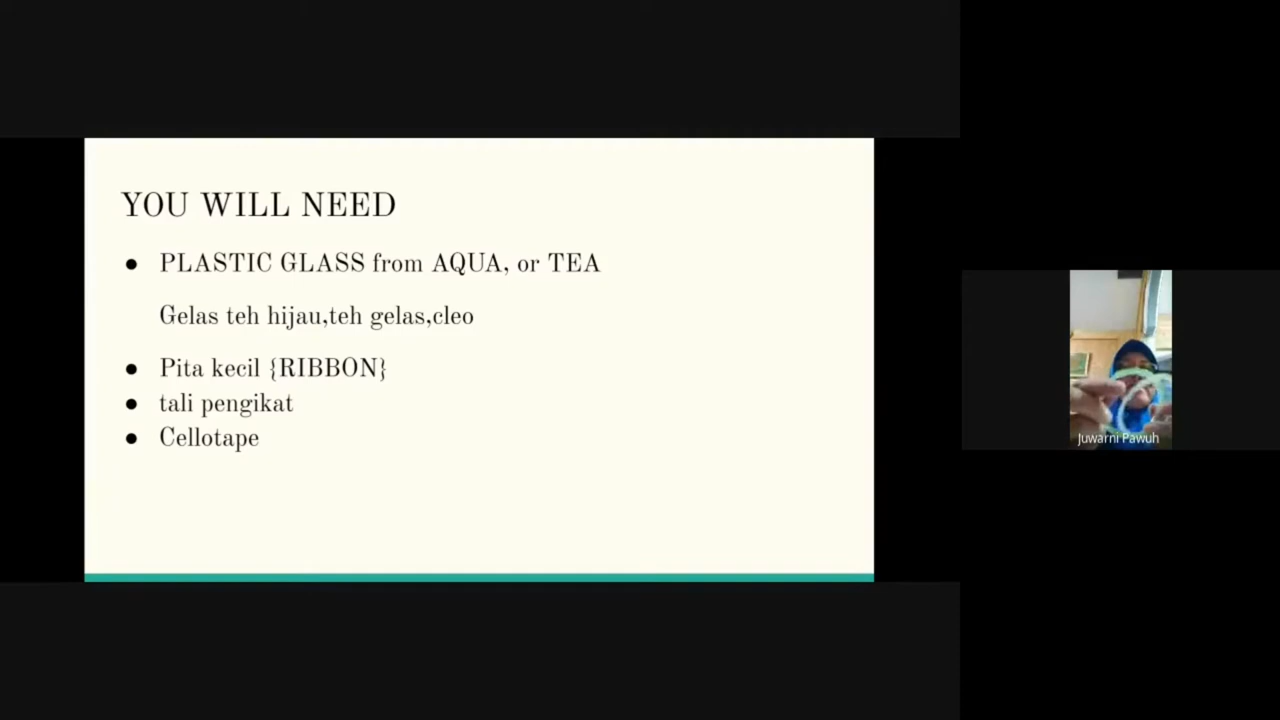 YOU WILL NEED
● PLASTIC GLASS from AQUA, or TEA
Gelas teh hijau,teh gelas,cleo
● Pita kecil {RIBBON}
● tali pengikat
● Cellotape
Juwarni Pawuh